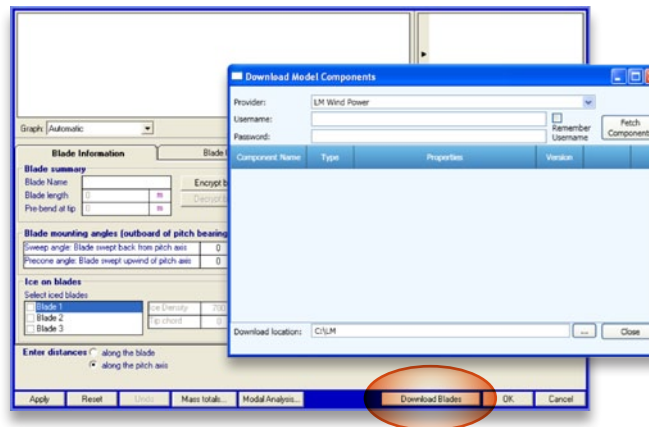 Download Model Components
Provider: LM Wind Power
Username:
Remember Username
Fetch
Password:
Component Name Type Properties Version
Download location: C:\LM ... Close
Graph: Automatic
Blade Information Blade
Blade summary
Blade Name Encrypt
Blade length 0 m Decrypt
Pre-bend at tip 0 m
Blade mounting angles (outboard of pitch bearing
Sweep angle: Blade swept back from pitch axis 0
Precone angle: Blade swept upwind of pitch axis 0
Ice on blades
Select iced blades
Blade 1 Ice Density 700
Blade 2 Tip chord 0
Blade 3
Enter distances along the blade
along the pitch axis
Apply Reset Undo Mass totals... Modal Analysis... Download Blades OK Cancel